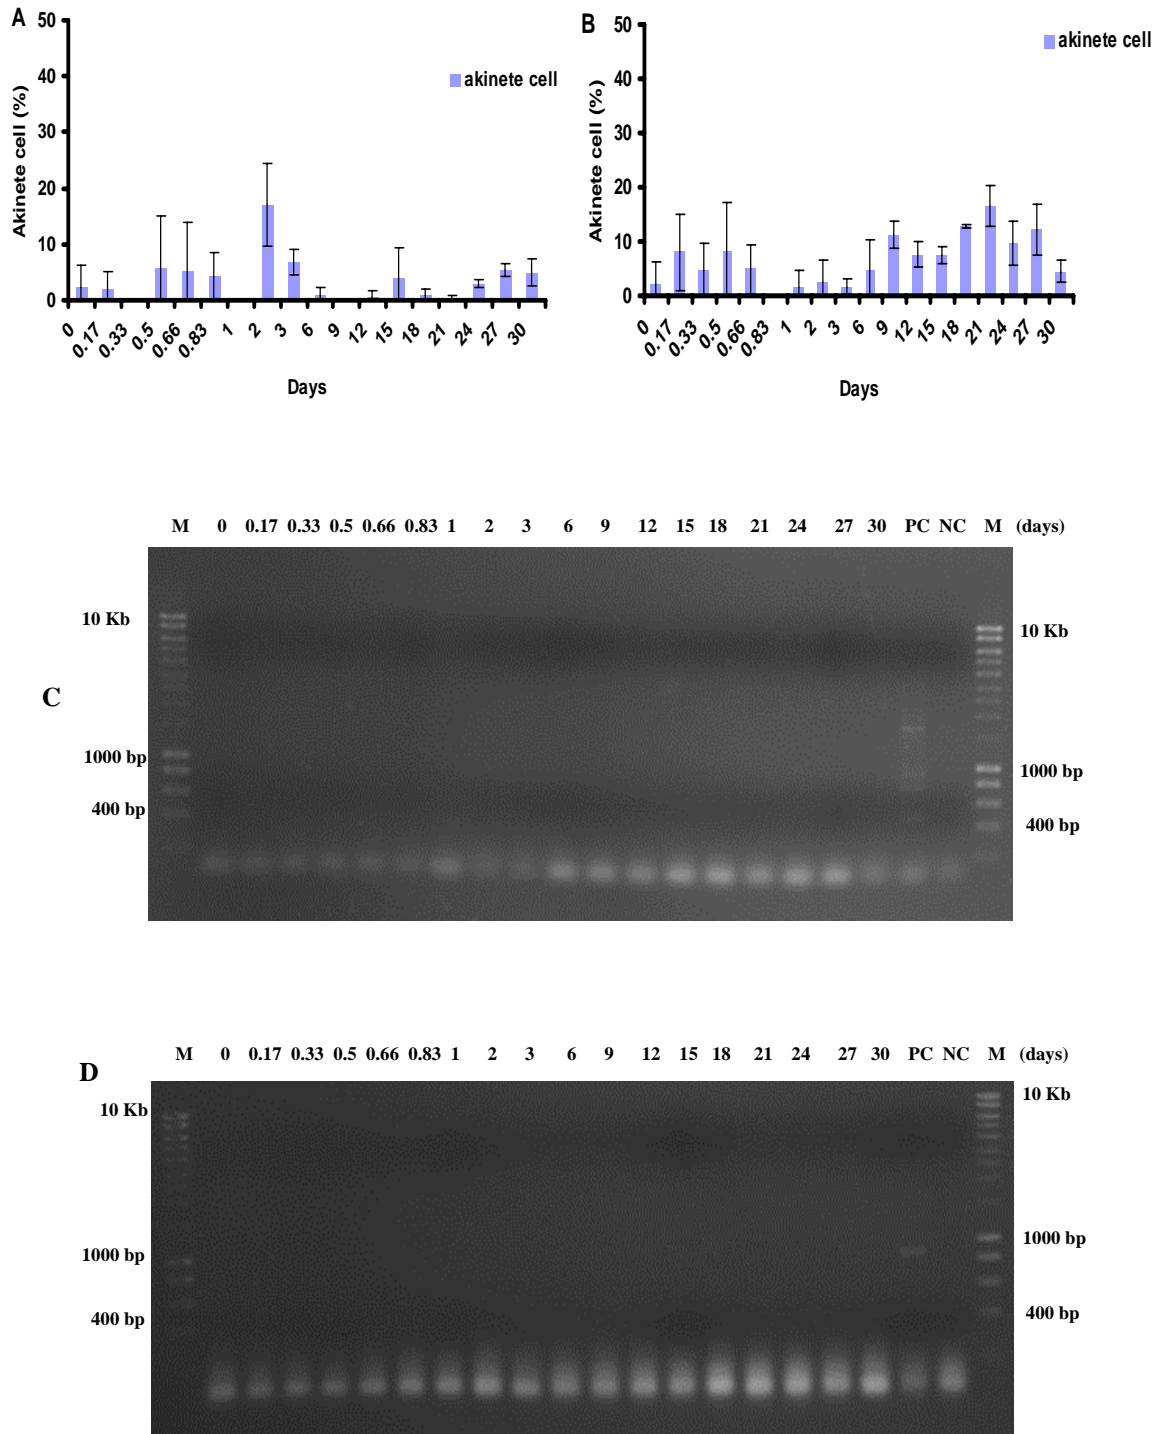 A
50
40
30
20
10
0
Akinete cell (%)
akinete cell
0 0.17 0.33 0.5 0.66 0.83 1 2 3 6 9 12 15 18 21 24 27 30
Days
B
50
40
30
20
10
0
Akinete cell (%)
akinete cell
0 0.17 0.33 0.5 0.66 0.83 1 2 3 6 9 12 15 18 21 24 27 30
Days
M 0 0.17 0.33 0.5 0.66 0.83 1 2 3 6 9 12 15 18 21 24 27 30 PC NC M (days)
10 Kb
10 Kb
C
1000 bp
1000 bp
400 bp
400 bp
M 0 0.17 0.33 0.5 0.66 0.83 1 2 3 6 9 12 15 18 21 24 27 30 PC NC M (days)
D
10 Kb
10 Kb
1000 bp
1000 bp
400 bp
400 bp